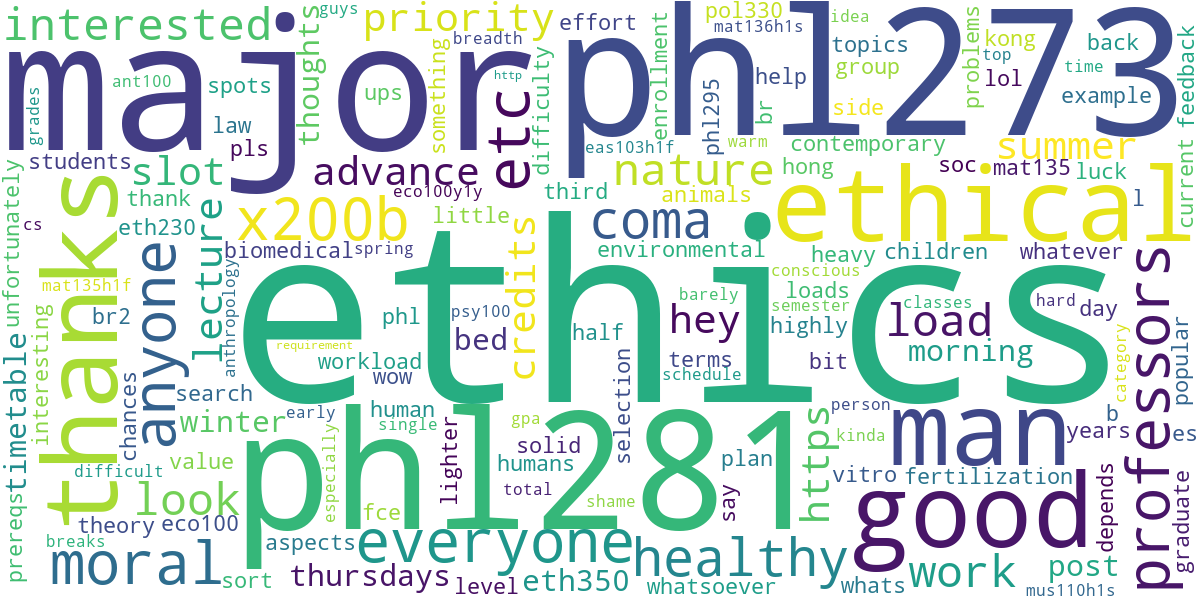 interested
major
ant100
grades
spots
law
pls
students
thoughts
guys
priority
ups
something
breadth
http
etc
difficulty
effort
phl273
pol330
mat136h1s
idea
topics
group
help
side
br
enrollment
phl295
eas103h1f
warm
contemporary
hong
kong
top
lol
problems
time
back
example
feedback
current
summer
soc
mat135
luck
l
slot
advance
eco100y1y
nature
third
animals
ethical
thank
eth230
x200b
little
coma
environmental
thanks
anyone
lecture
biomedical
spring
anthropology
credits
ethics
conscious
loads
semester
heavy
children
whatever
unfortunately
cs
mat135h1f
br2
timetable
interesting
phl
psy100
bed
half
hey
barely
highly
classes
load
hard
day
morning
professors
popular
category
requirement
workload
wow
terms
schedule
bit
search
chances
winter
early
human
single
gpa
selection
person
kinda
man
years
b
es
value
difficult
phl281
especially
lighter
solid
humans
total
plan
say
https
vitro
fertilization
look
fce
shame
good
depends
graduate
theory
eco100
prereqs
breaks
moral
sort
aspects
everyone
healthy
work
post
thursdays
level
eth350
whatsoever
whats
mus110h1s